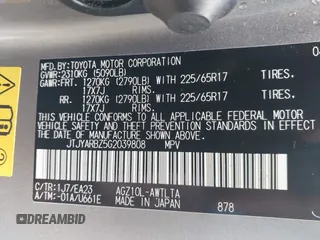 MFD.BY:TOYOTA MOTOR CORPORATION
GVWR:2310KG (5090LB)
GAWR:FRT. 1270KG (2790LB) WITH 225/65R17 TIRES.
17X7J RIMS.
RR. 1270KG (2790LB) WITH 225/65R17 TIRES.
17X7J RIMS.
THIS VEHICLE CONFORMS TO ALL APPLICABLE FEDERAL MOTOR
VEHICLE SAFETY
THEFT PREVENTION STANDARDS IN EFFECT ON
THE DATE OF MANUFACTURE SHOWN ABOVE.
JTJYARBZ5G2039808 MPV
C/TR:1J7/EA23 AGZ10L-AWTLTA
A/TM:-01A/U661E MADE IN JAPAN 878